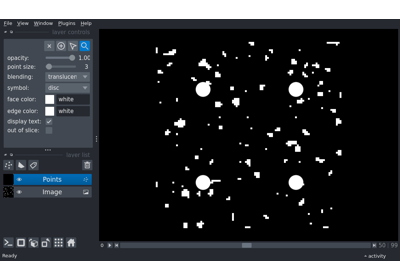 File View Window Plugins Help
layer controls
opacity: 1.00
point size: 3
blending: translucen
symbol: disc
face color: white
edge color: white
display text:
out of slice:
layer list
Points
Image
0 50 99
Ready activity